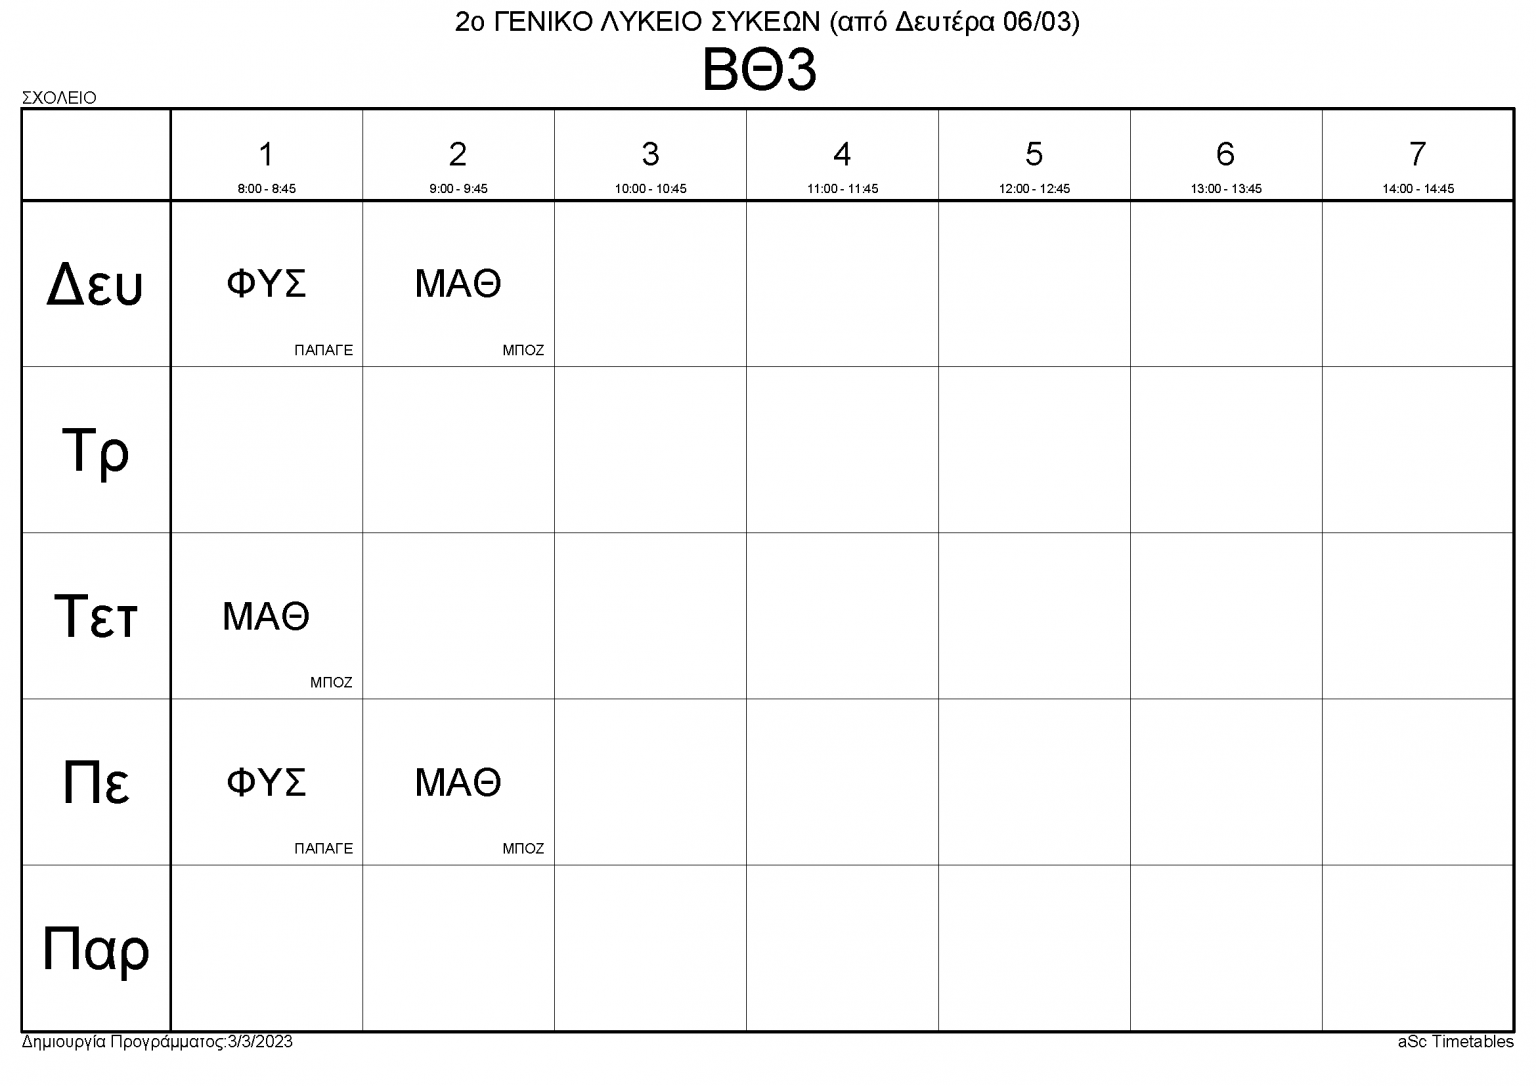 2ο ΓΕΝΙΚΟ ΛΥΚΕΙΟ ΣΥΚΕΩΝ (από Δευτέρα 06/03)
ΒΘ3
ΣΧΟΛΕΙΟ
1 2 3 4 5 6 7
8:00 - 8:45 9:00 - 9:45 10:00 - 10:45 11:00 - 11:45 12:00 - 12:45 13:00 - 13:45 14:00 - 14:45
Δευ ΦΥΣ ΜΑΘ
ΠΑΠΑΓΕ ΜΠΟΖ
Τρ
Τετ ΜΑΘ
ΜΠΟΖ
Πε ΦΥΣ ΜΑΘ
ΠΑΠΑΓΕ ΜΠΟΖ
Παρ
Δημιουργία Προγράμματος:3/3/2023 aSc Timetables